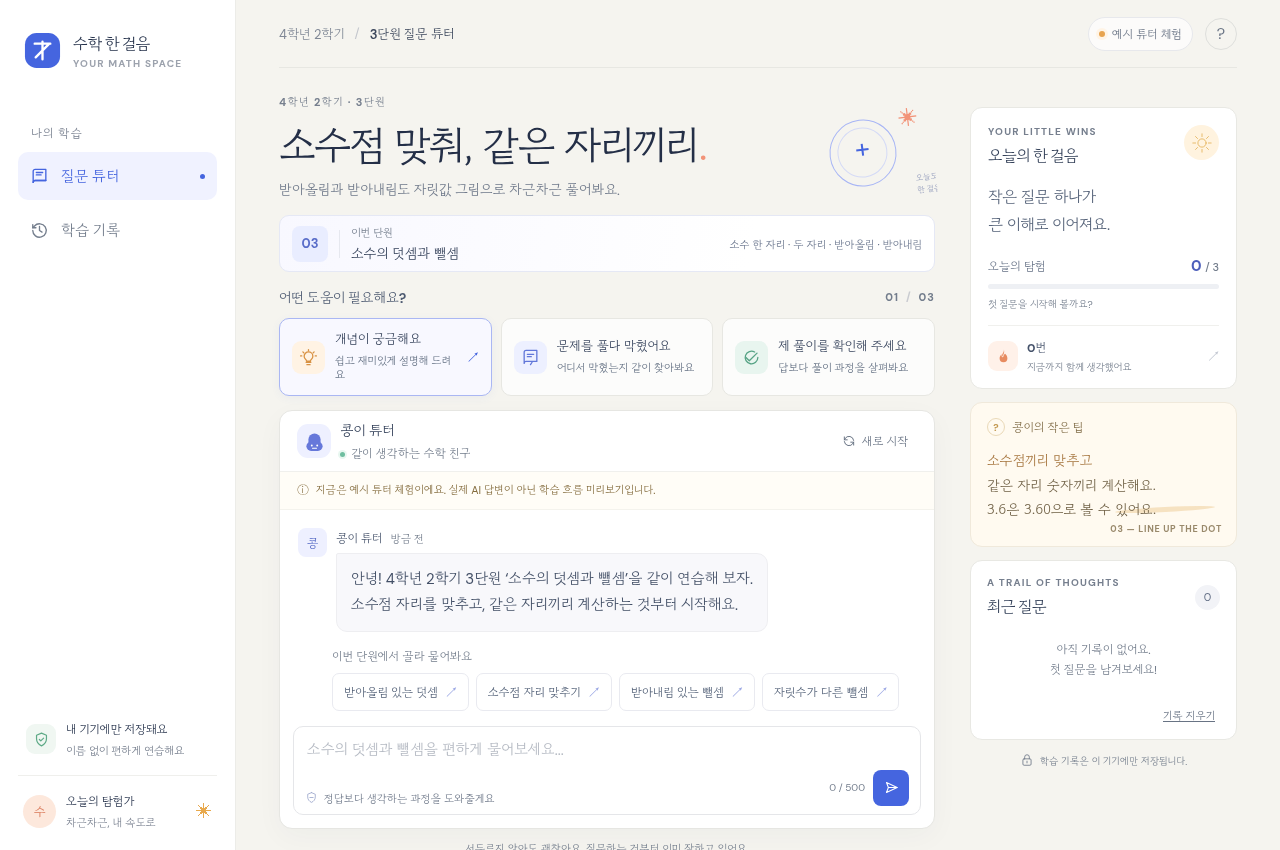 수학 한 걸음
YOUR MATH SPACE
나의 학습
질문 튜터
학습 기록
내 기기에만 저장돼요
이름 없이 편하게 연습해요
수
오늘의 탐험가
차근차근, 내 속도로
4학년 2학기 / 3단원 질문 튜터
예시 튜터 체험
?
4학년 2학기 · 3단원
소수점 맞춰, 같은 자리끼리.
받아올림과 받아내림도 자릿값 그림으로 차근차근 풀어봐요.
+
03
이번 단원
소수의 덧셈과 뺄셈
소수 한 자리 · 두 자리 · 받아올림 · 받아내림
어떤 도움이 필요해요?
01 / 03
개념이 궁금해요
쉽고 재미있게 설명해 드려
요
문제를 풀다 막혔어요
어디서 막혔는지 같이 찾아봐요
제 풀이를 확인해 주세요
답보다 풀이 과정을 살펴봐요
콩이 튜터
같이 생각하는 수학 친구
새로 시작
지금은 예시 튜터 체험이에요. 실제 AI 답변이 아닌 학습 흐름 미리보기입니다.
콩
콩이 튜터 방금 전
안녕! 4학년 2학기 3단원 ‘소수의 덧셈과 뺄셈’을 같이 연습해 보자.
소수점 자리를 맞추고, 같은 자리끼리 계산하는 것부터 시작해요.
이번 단원에서 골라 물어봐요
받아올림 있는 덧셈
소수점 자리 맞추기
받아내림 있는 뺄셈
자릿수가 다른 뺄셈
소수의 덧셈과 뺄셈을 편하게 물어보세요...
정답보다 생각하는 과정을 도와줄게요
0 / 500
서두르지 않아도 괜찮아요. 질문하는 것부터 이미 잘하고 있어요.
YOUR LITTLE WINS
오늘의 한 걸음
작은 질문 하나가
큰 이해로 이어져요.
오늘의 탐험
0 / 3
첫 질문을 시작해 볼까요?
0번
지금까지 함께 생각했어요
?
콩이의 작은 팁
소수점끼리 맞추고
같은 자리 숫자끼리 계산해요.
3.6은 3.60으로 볼 수 있어요.
03 — LINE UP THE DOT
A TRAIL OF THOUGHTS
최근 질문
0
아직 기록이 없어요.
첫 질문을 남겨보세요!
기록 지우기
학습 기록은 이 기기에만 저장됩니다.